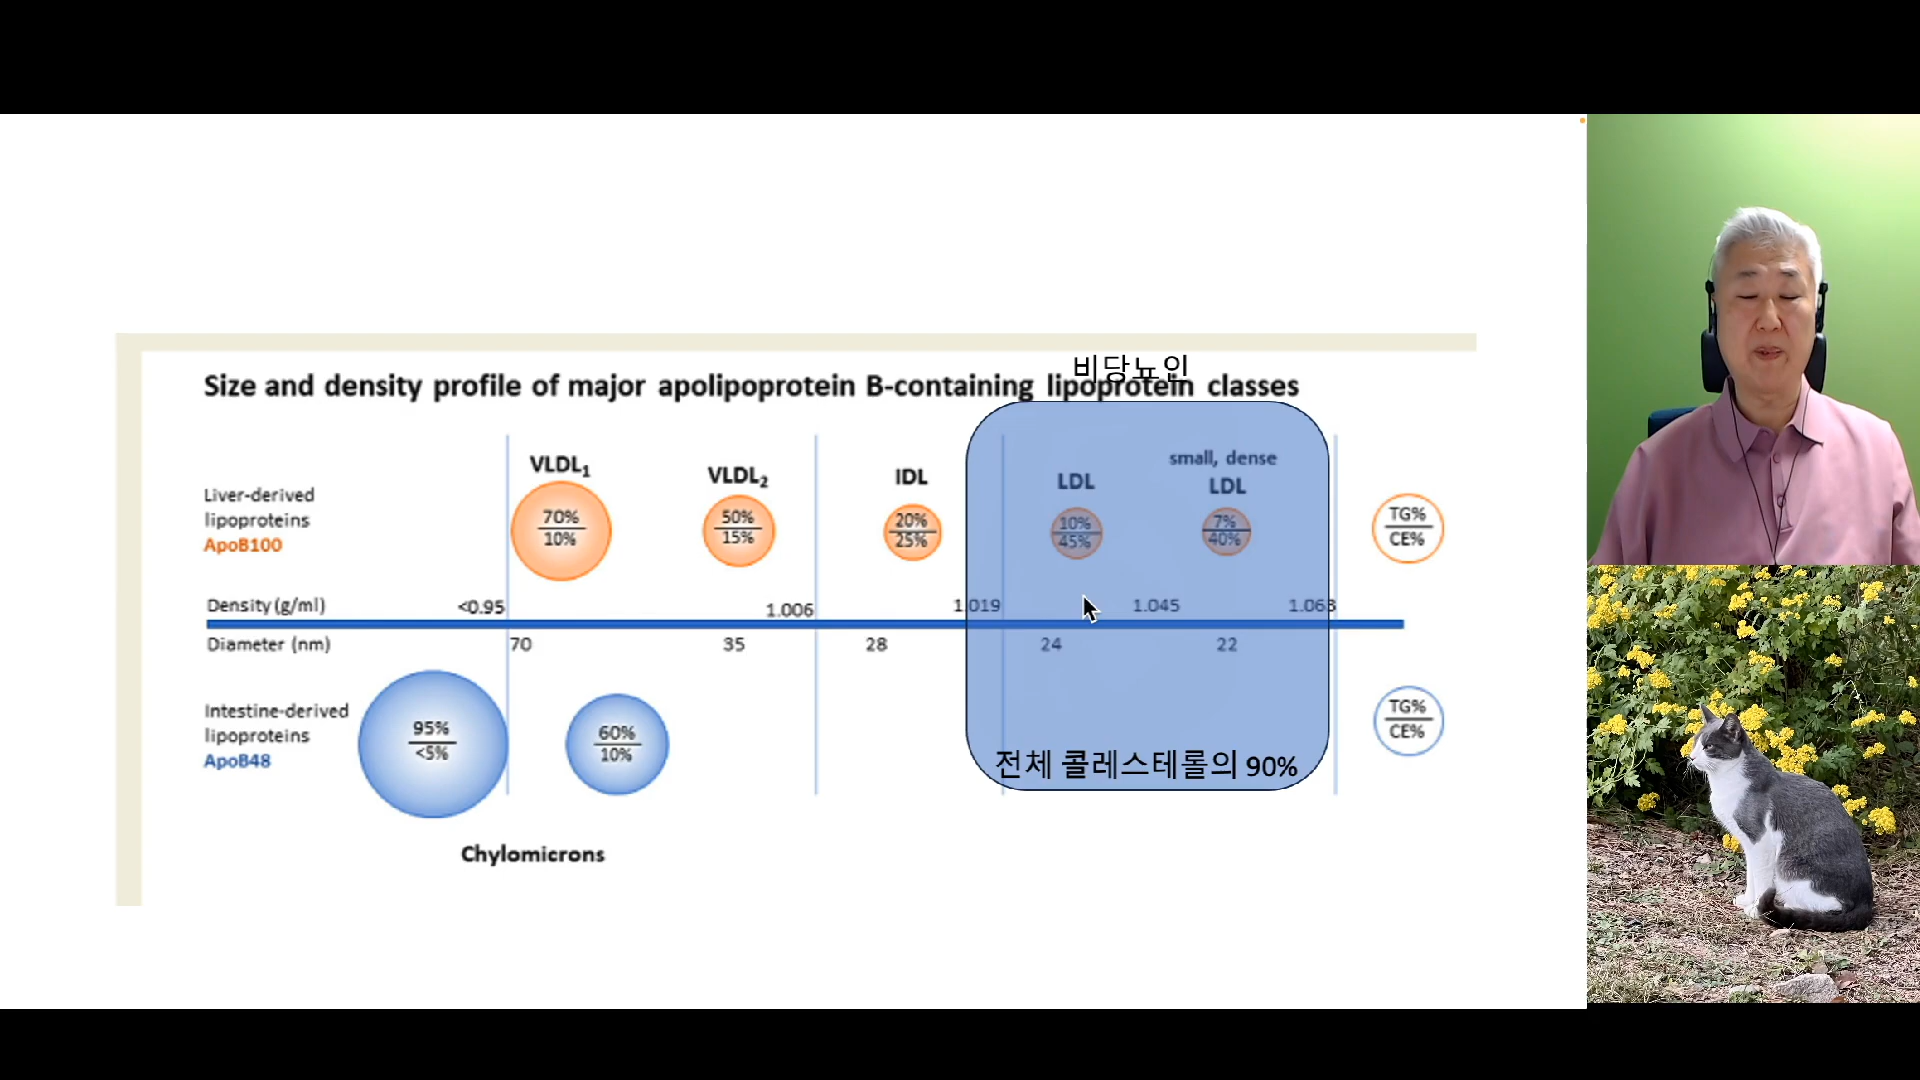 비당뇨인
Size and density profile of major apolipoprotein B-containing lipoprotein classes
VLDL1
VLDL2
IDL
LDL
small, dense
LDL
Liver-derived
lipoproteins
ApoB100
70%
10%
50%
15%
20%
25%
10%
45%
7%
40%
TG%
CE%
Density (g/ml)
<0.95
1.006
1.019
1.045
1.063
Diameter (nm)
70
35
28
24
22
Intestine-derived
lipoproteins
ApoB48
95%
<5%
60%
10%
TG%
CE%
전체 콜레스테롤의 90%
Chylomicrons